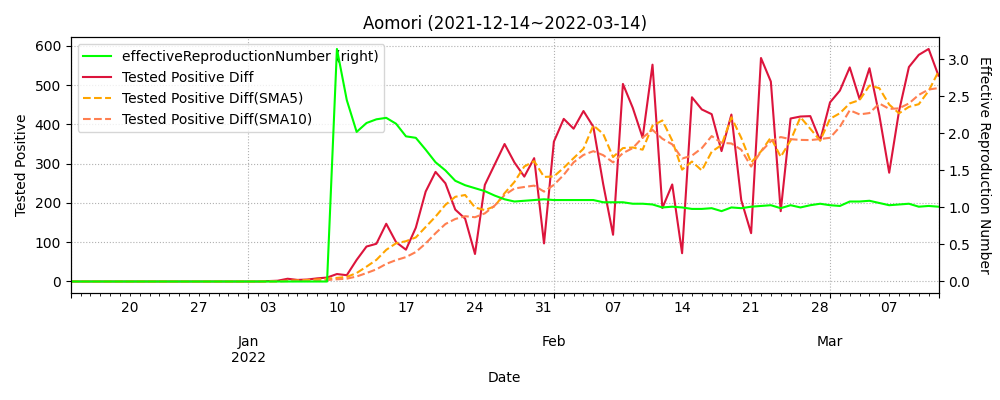 Aomori (2021-12-14~2022-03-14)
effectiveReproductionNumber (right)
Tested Positive Diff
Tested Positive Diff(SMA5)
Tested Positive Diff(SMA10)
Tested Positive
600
500
400
300
200
100
0
3.0
2.5
2.0
1.5
1.0
0.5
0.0
Effective Reproduction Number
20 27 03 10 17 24 31 07 14 21 28 07
Jan Feb Mar
2022
Date